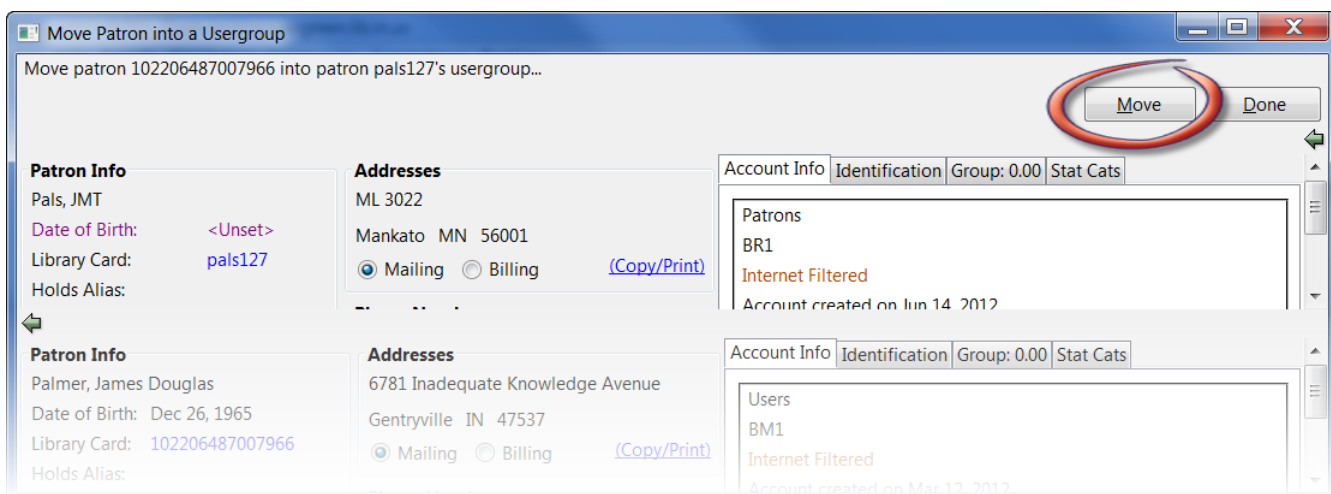 Move Patron into a Usergroup
Move patron 102206487007966 into patron pals127's usergroup...
Move Done
Patron Info
Pals, JMT
Date of Birth: <Unset>
Library Card: pals127
Holds Alias:
Addresses
ML 3022
Mankato MN 56001
Mailing Billing (Copy/Print)
Account Info Identification Group: 0.00 Stat Cats
Patrons
BR1
Internet Filtered
Account created on Jun 14, 2012
Patron Info
Palmer, James Douglas
Date of Birth: Dec 26, 1965
Library Card: 102206487007966
Holds Alias:
Addresses
6781 Inadequate Knowledge Avenue
Gentryville IN 47537
Mailing Billing (Copy/Print)
Account Info Identification Group: 0.00 Stat Cats
Users
BM1
Internet Filtered
Account created on Mar 12, 2012